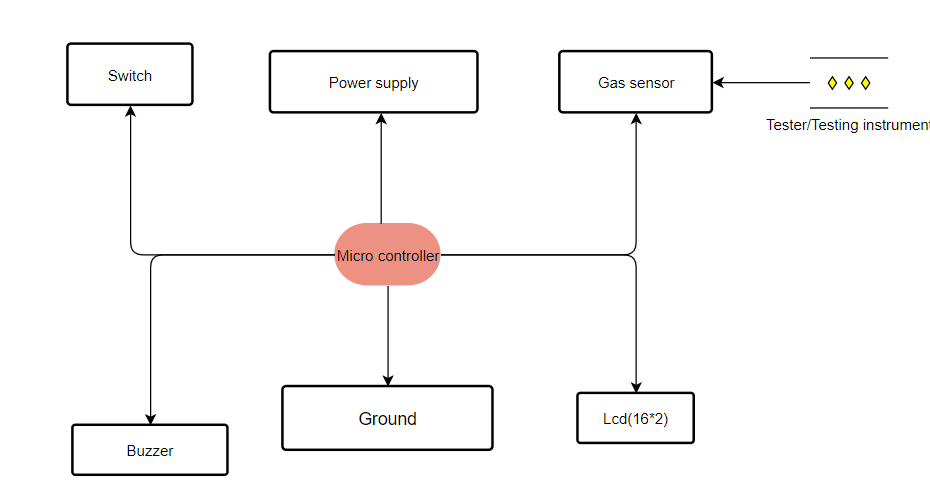 Switch
Power supply
Gas sensor
Tester/Testing instrument
Micro controller
Ground
Lcd(16*2)
Buzzer